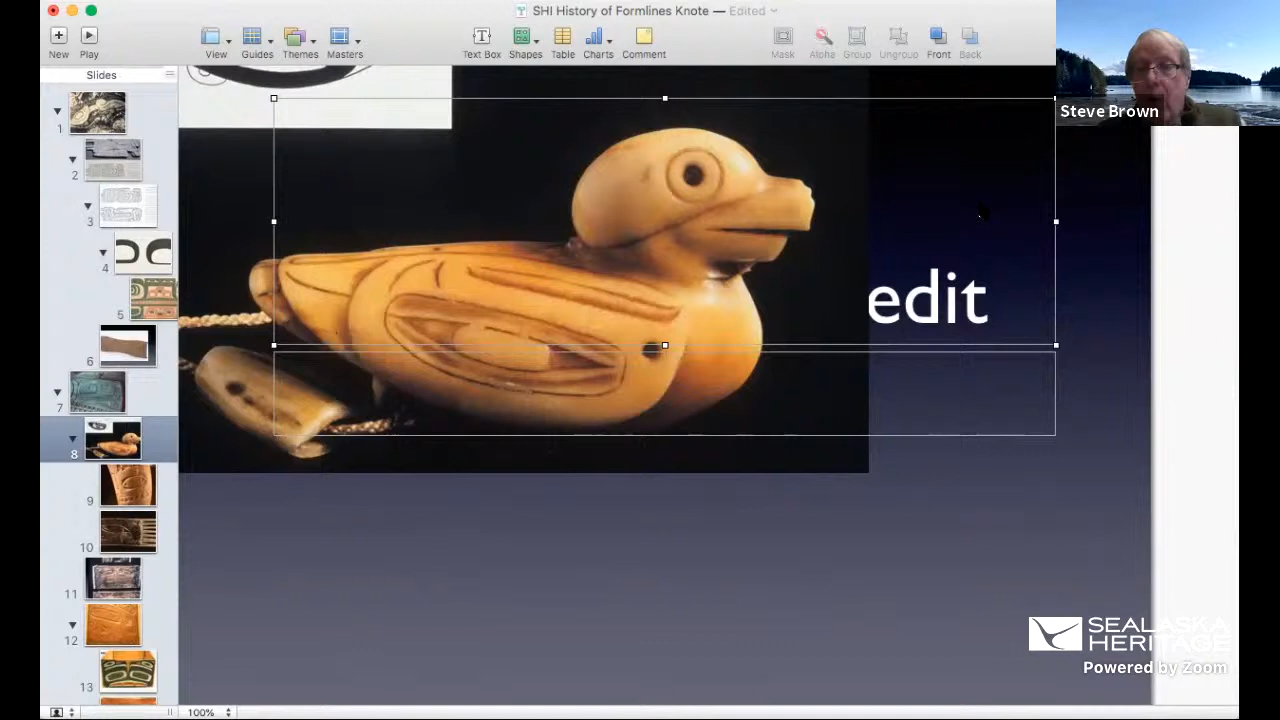 SHI History of Formlines Knote — Edited
New Play View Guides Themes Masters Text Box Shapes Table Charts Comment Mask Alpha Group Ungroup Front Back
Steve Brown
Slides
1
2
3
4
5
6
7
8
9
10
11
12
13
edit
SEALASKA
HERITAGE
Powered by Zoom
100%